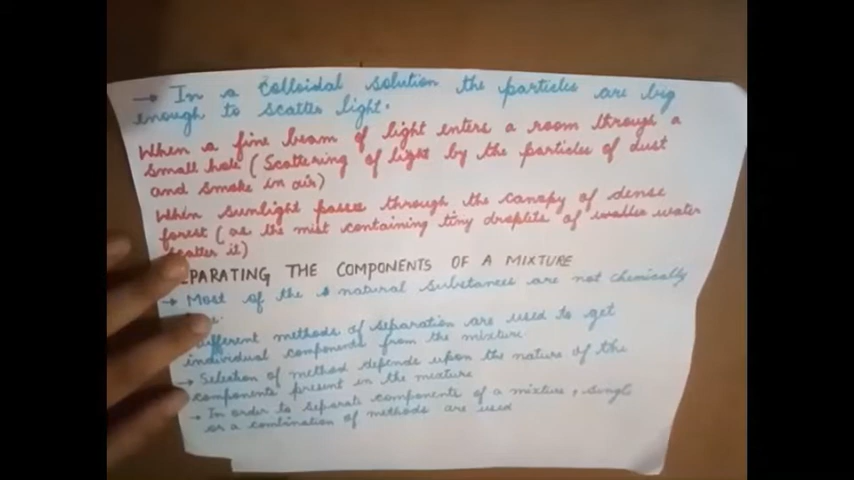 → In a colloidal solution the particles are big
enough to scatter light.
When a fine beam of light enters a room through a
small hole (Scattering of light by the particles of dust
and smoke in air)
When sunlight passes through the canopy of dense
forest (as the mist containing tiny droplets of water
scatter it)
PARATING THE COMPONENTS OF A MIXTURE
→ Most of the natural substances are not chemically
Different methods of separation are used to get
individual components from the mixture
→ Selection of method depends upon the nature of the
components present in the mixture
→ In order to separate components of a mixture, single
or a combination of methods are used